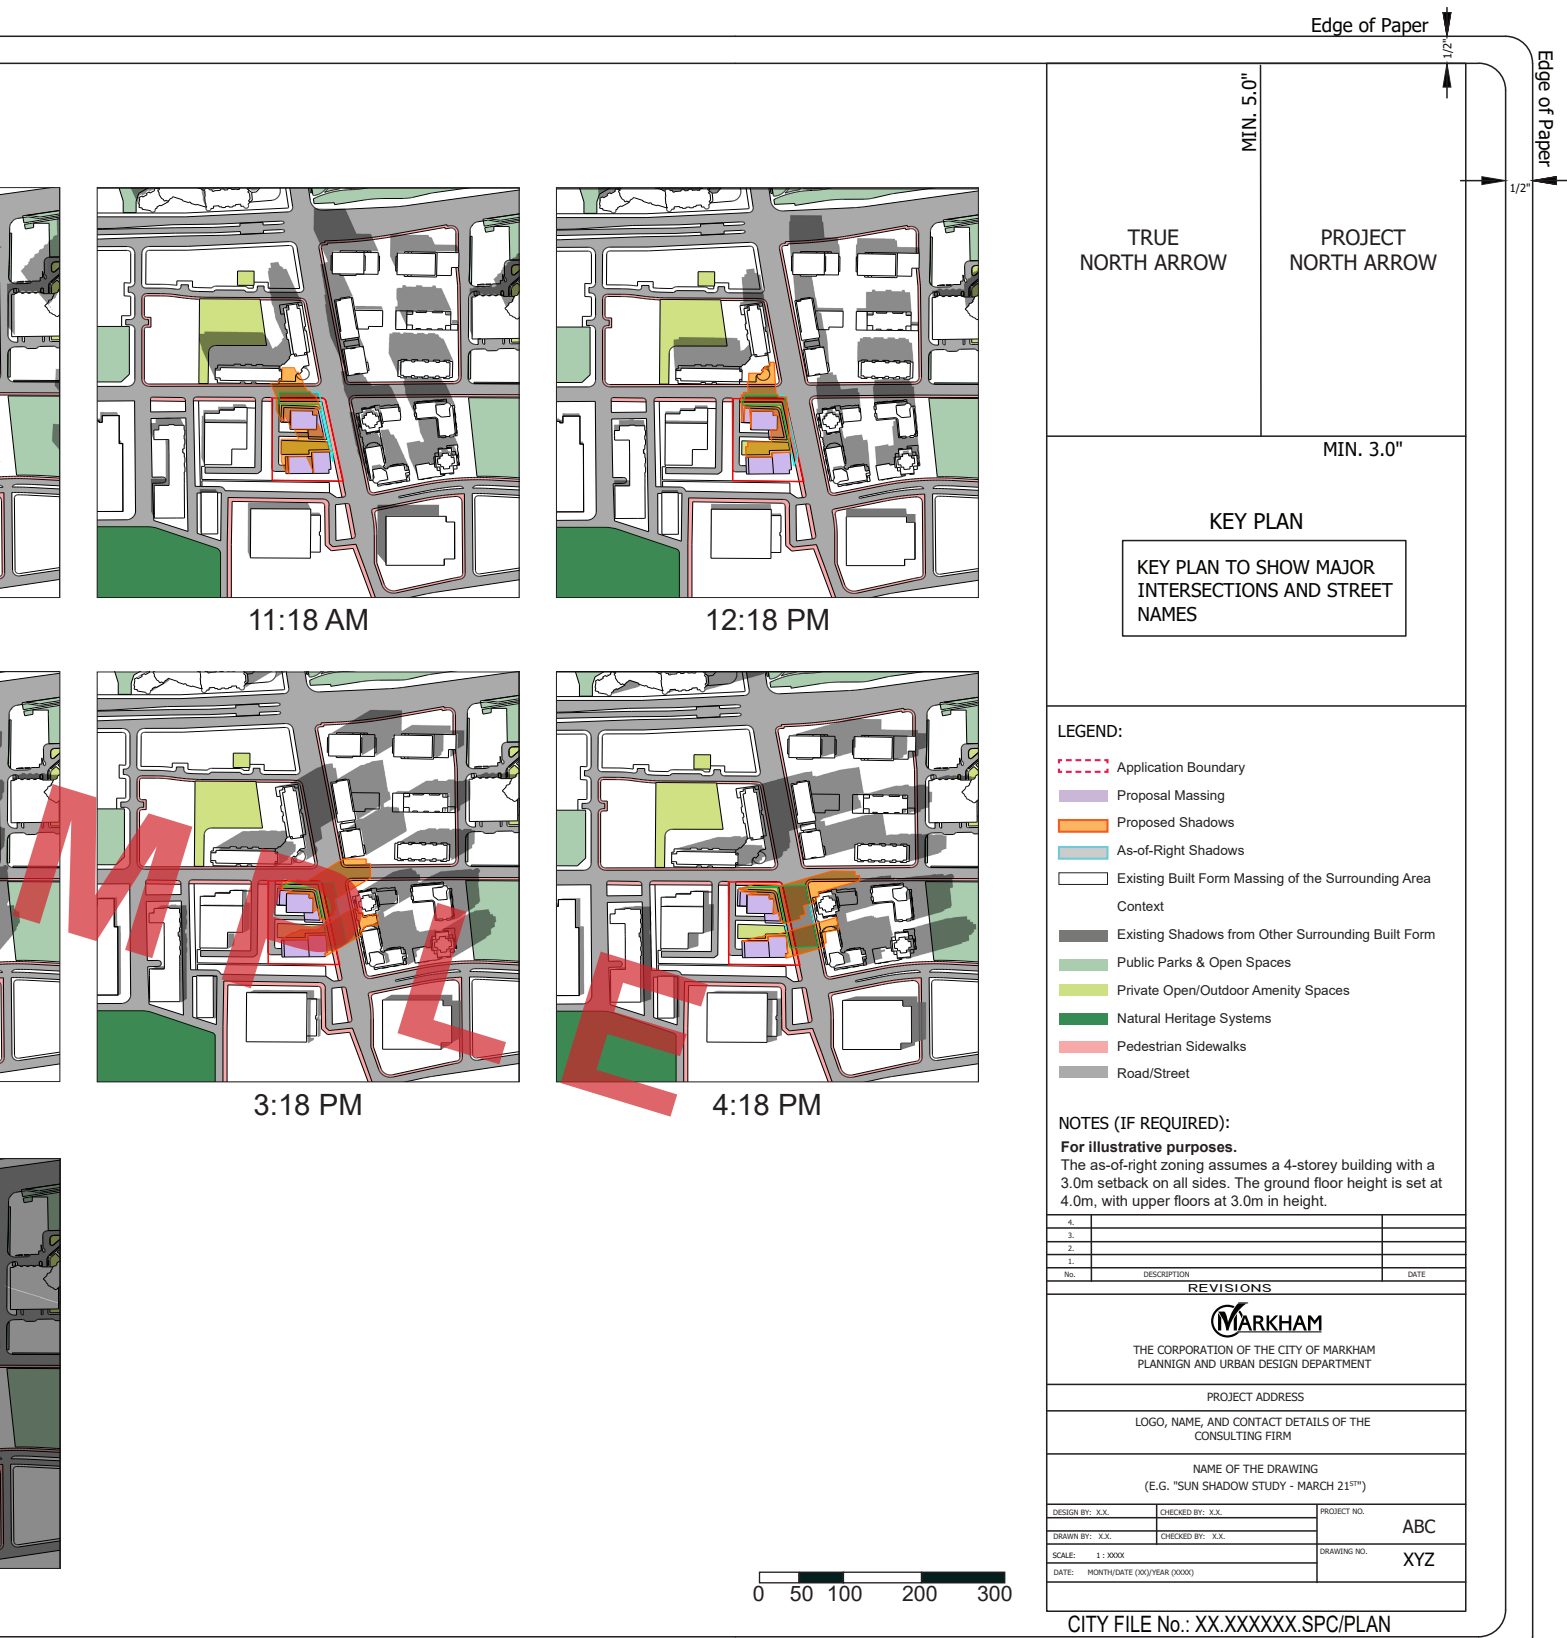 Edge of Paper
1/2"
Edge of Paper
1/2"
MIN. 5.0"
TRUE
NORTH ARROW
PROJECT
NORTH ARROW
MIN. 3.0"
KEY PLAN
KEY PLAN TO SHOW MAJOR
INTERSECTIONS AND STREET
NAMES
11:18 AM
12:18 PM
3:18 PM
4:18 PM
MPLE
LEGEND:
Application Boundary
Proposal Massing
Proposed Shadows
As-of-Right Shadows
Existing Built Form Massing of the Surrounding Area
Context
Existing Shadows from Other Surrounding Built Form
Public Parks & Open Spaces
Private Open/Outdoor Amenity Spaces
Natural Heritage Systems
Pedestrian Sidewalks
Road/Street
NOTES (IF REQUIRED):
For illustrative purposes.
The as-of-right zoning assumes a 4-storey building with a
3.0m setback on all sides. The ground floor height is set at
4.0m, with upper floors at 3.0m in height.
4.
3.
2.
1.
No. DESCRIPTION DATE
REVISIONS
MARKHAM
THE CORPORATION OF THE CITY OF MARKHAM
PLANNIGN AND URBAN DESIGN DEPARTMENT
PROJECT ADDRESS
LOGO, NAME, AND CONTACT DETAILS OF THE
CONSULTING FIRM
NAME OF THE DRAWING
(E.G. "SUN SHADOW STUDY - MARCH 21ST")
DESIGN BY: X.X. CHECKED BY: X.X. PROJECT NO.
ABC
DRAWN BY: X.X. CHECKED BY: X.X.
SCALE: 1 : XXXX DRAWING NO.
XYZ
DATE: MONTH/DATE (XX)/YEAR (XXXX)
0 50 100 200 300
CITY FILE No.: XX.XXXXXX.SPC/PLAN